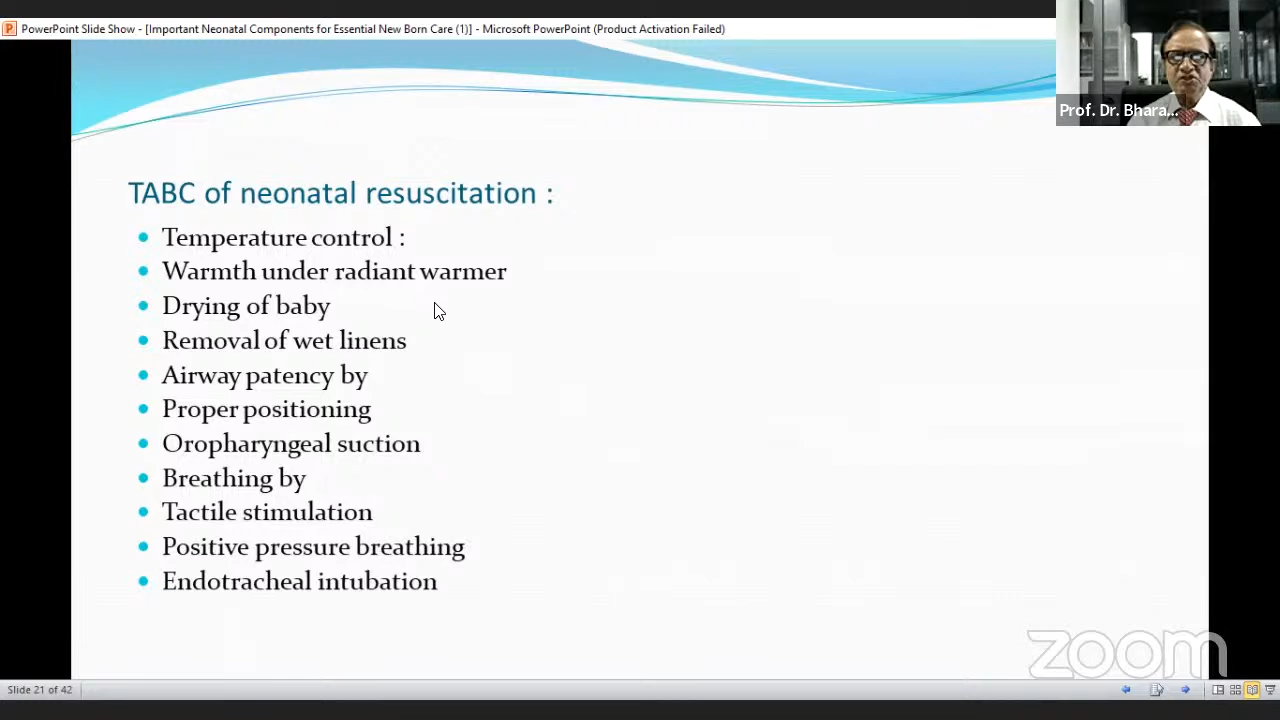 PowerPoint Slide Show - [Important Neonatal Components for Essential New Born Care (1)] - Microsoft PowerPoint (Product Activation Failed)
Prof. Dr. Bhara...
TABC of neonatal resuscitation :
Temperature control :
Warmth under radiant warmer
Drying of baby
Removal of wet linens
Airway patency by
Proper positioning
Oropharyngeal suction
Breathing by
Tactile stimulation
Positive pressure breathing
Endotracheal intubation
zoom
Slide 21 of 42